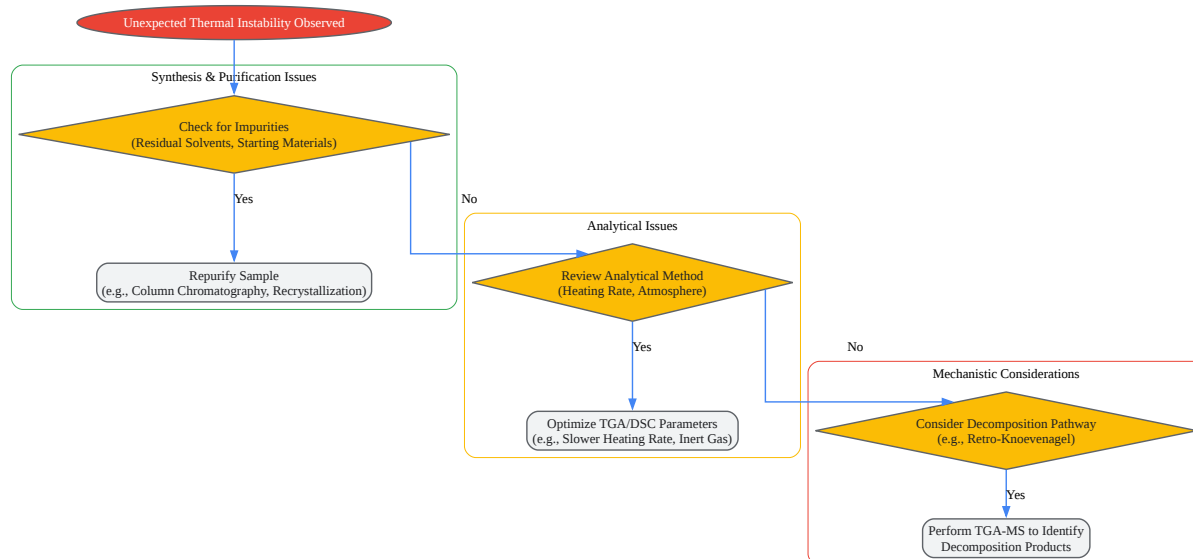 Unexpected Thermal Instability Observed
Synthesis & Purification Issues
Check for Impurities
(Residual Solvents, Starting Materials)
Yes
No
Repurify Sample
(e.g., Column Chromatography, Recrystallization)
Analytical Issues
Review Analytical Method
(Heating Rate, Atmosphere)
Yes
No
Optimize TGA/DSC Parameters
(e.g., Slower Heating Rate, Inert Gas)
Mechanistic Considerations
Consider Decomposition Pathway
(e.g., Retro-Knoevenagel)
Yes
Perform TGA-MS to Identify
Decomposition Products